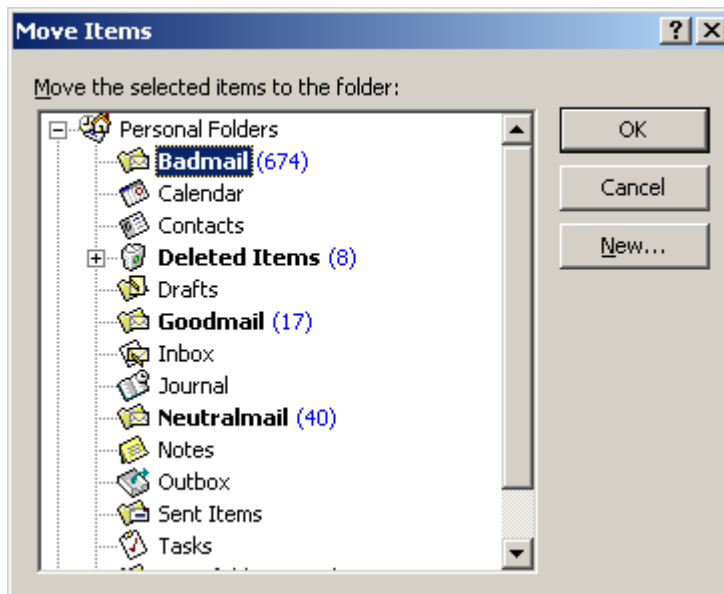 Move Items
Move the selected items to the folder:
Personal Folders
Badmail (674)
Calendar
Contacts
Deleted Items (8)
Drafts
Goodmail (17)
Inbox
Journal
Neutralmail (40)
Notes
Outbox
Sent Items
Tasks
OK
Cancel
New...